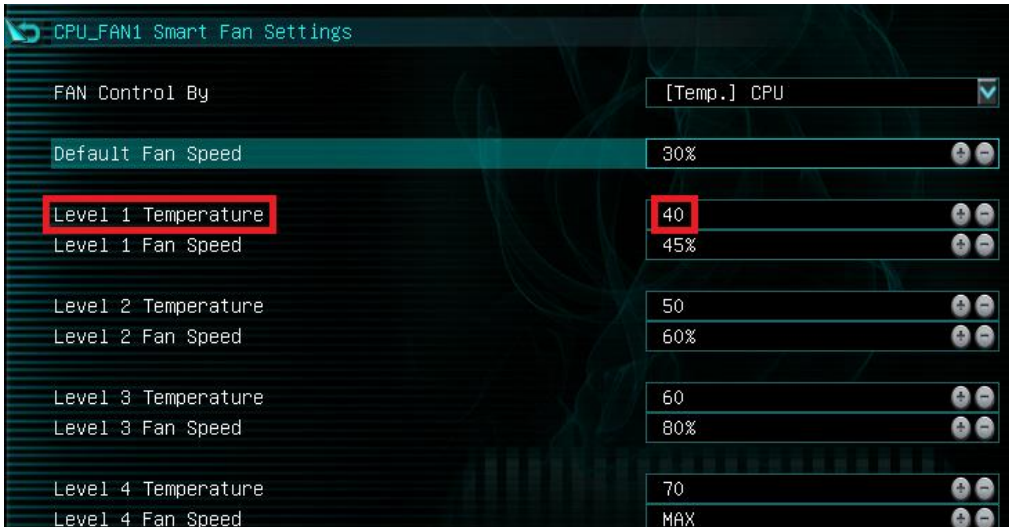 CPU_FAN1 Smart Fan Settings
FAN Control By [Temp.] CPU
Default Fan Speed 30%
Level 1 Temperature 40
Level 1 Fan Speed 45%
Level 2 Temperature 50
Level 2 Fan Speed 60%
Level 3 Temperature 60
Level 3 Fan Speed 80%
Level 4 Temperature 70
Level 4 Fan Speed MAX